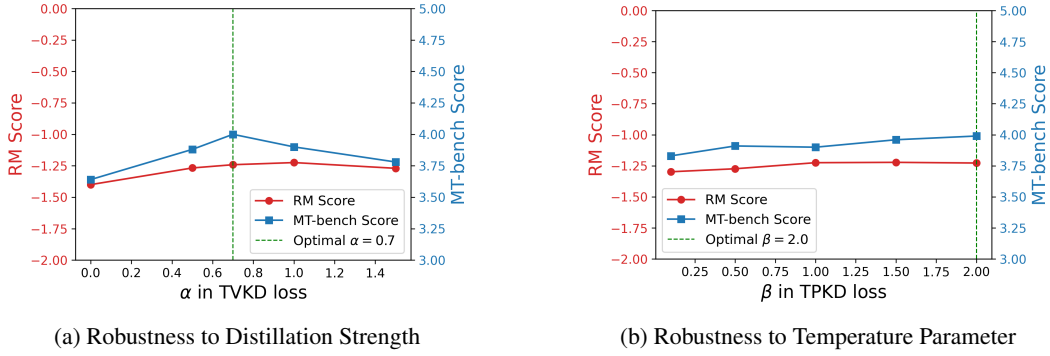 0.00
−0.25
−0.50
−0.75
−1.00
−1.25
−1.50
−1.75
−2.00
RM Score
5.00
4.75
4.50
4.25
4.00
3.75
3.50
3.25
3.00
MT-bench Score
RM Score
MT-bench Score
Optimal α = 0.7
0.0 0.2 0.4 0.6 0.8 1.0 1.2 1.4
α in TVKD loss
(a) Robustness to Distillation Strength
0.00
−0.25
−0.50
−0.75
−1.00
−1.25
−1.50
−1.75
−2.00
RM Score
5.00
4.75
4.50
4.25
4.00
3.75
3.50
3.25
3.00
MT-bench Score
RM Score
MT-bench Score
Optimal β = 2.0
0.25 0.50 0.75 1.00 1.25 1.50 1.75 2.00
β in TPKD loss
(b) Robustness to Temperature Parameter